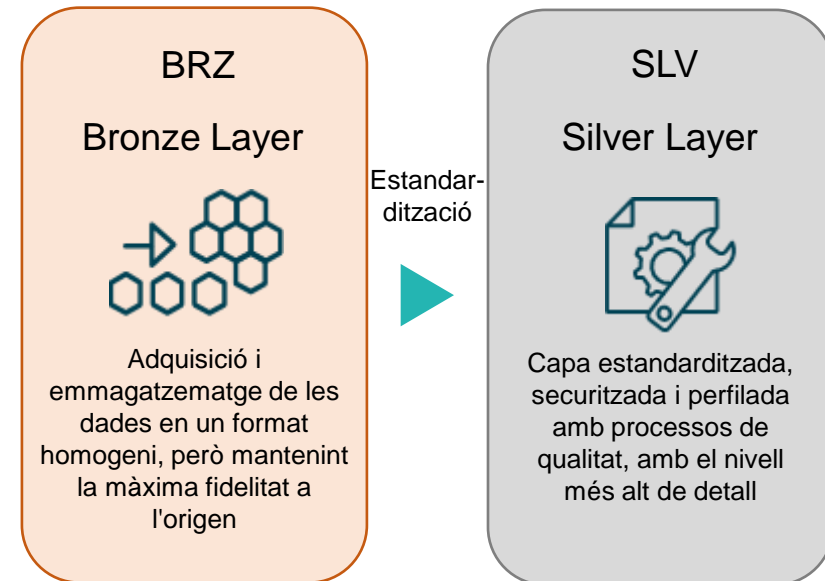 BRZ
Bronze Layer
Adquisició i
emmagatzematge de les
dades en un format
homogeni, però mantenint
la màxima fidelitat a
l'origen
Estandar-
dització
SLV
Silver Layer
Capa estandarditzada,
securitzada i perfilada
amb processos de
qualitat, amb el nivell
més alt de detall